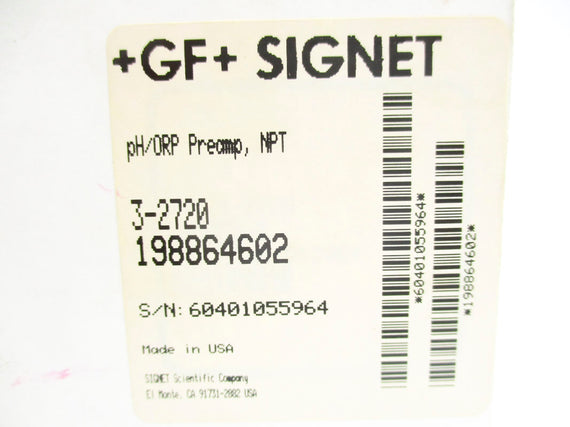 +GF+ SIGNET
pH/ORP Preamp, NPT
3-2720
198864602
S/N: 60401055964
Made in USA
SIGNET Scientific Company
El Monte, CA 91731-2882 USA
*60401055964*
*198864602*